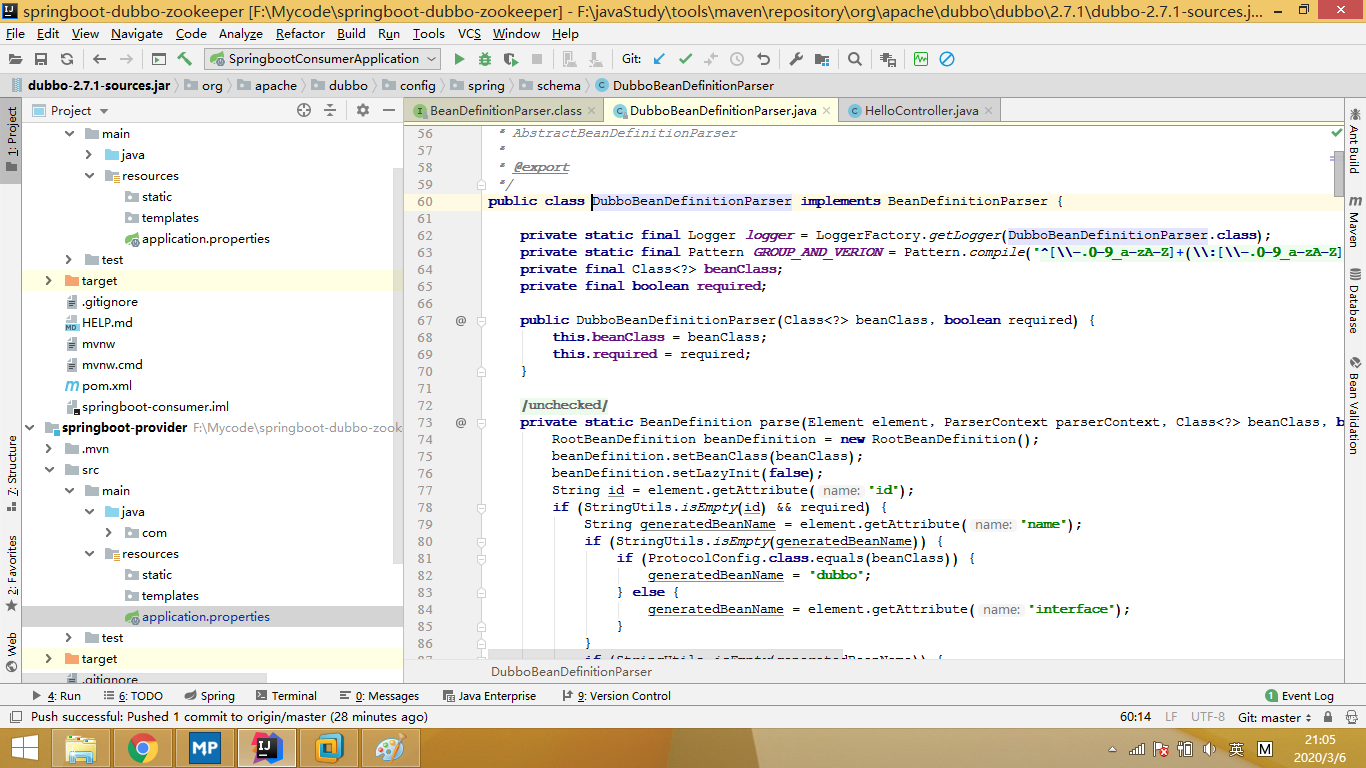 springboot-dubbo-zookeeper [F:\Mycode\springboot-dubbo-zookeeper] - F:\javaStudy\tools\maven\repository\org\apache\dubbo\dubbo\2.7.1\dubbo-2.7.1-sources.j...
File Edit View Navigate Code Analyze Refactor Build Run Tools VCS Window Help
SpringbootConsumerApplication Git:
dubbo-2.7.1-sources.jar org apache dubbo config spring schema DubboBeanDefinitionParser
Project
BeanDefinitionParser.class DubboBeanDefinitionParser.java HelloController.java
main
java
resources
static
templates
application.properties
test
target
.gitignore
HELP.md
mvnw
mvnw.cmd
pom.xml
springboot-consumer.iml
springboot-provider F:\Mycode\springboot-dubbo-zook
.mvn
src
main
java
com
resources
static
templates
application.properties
test
target
.gitignore
1: Project
7: Structure
2: Favorites
Web
56 * AbstractBeanDefinitionParser
57 *
58 * @export
59 */
60 public class DubboBeanDefinitionParser implements BeanDefinitionParser {
61
62 private static final Logger logger = LoggerFactory.getLogger(DubboBeanDefinitionParser.class);
63 private static final Pattern GROUP_AND_VERION = Pattern.compile("^[\\-.0-9_a-zA-Z]+(\\:[\\-.0-9_a-zA-Z]
64 private final Class<?> beanClass;
65 private final boolean required;
66
67 @ public DubboBeanDefinitionParser(Class<?> beanClass, boolean required) {
68 this.beanClass = beanClass;
69 this.required = required;
70 }
71
72 /unchecked/
73 @ private static BeanDefinition parse(Element element, ParserContext parserContext, Class<?> beanClass, b
74 RootBeanDefinition beanDefinition = new RootBeanDefinition();
75 beanDefinition.setBeanClass(beanClass);
76 beanDefinition.setLazyInit(false);
77 String id = element.getAttribute( name: "id");
78 if (StringUtils.isEmpty(id) && required) {
79 String generatedBeanName = element.getAttribute( name: "name");
80 if (StringUtils.isEmpty(generatedBeanName)) {
81 if (ProtocolConfig.class.equals(beanClass)) {
82 generatedBeanName = "dubbo";
83 } else {
84 generatedBeanName = element.getAttribute( name: "interface");
85 }
86 }
87 if (StringUtils.isEmpty(generatedBeanName)) {
DubboBeanDefinitionParser
Ant Build
Maven
Database
Bean Validation
4: Run 6: TODO Spring Terminal 0: Messages Java Enterprise 9: Version Control 1 Event Log
Push successful: Pushed 1 commit to origin/master (28 minutes ago) 60:14 LF UTF-8 Git: master
MP IJ 英 M 21:05
2020/3/6